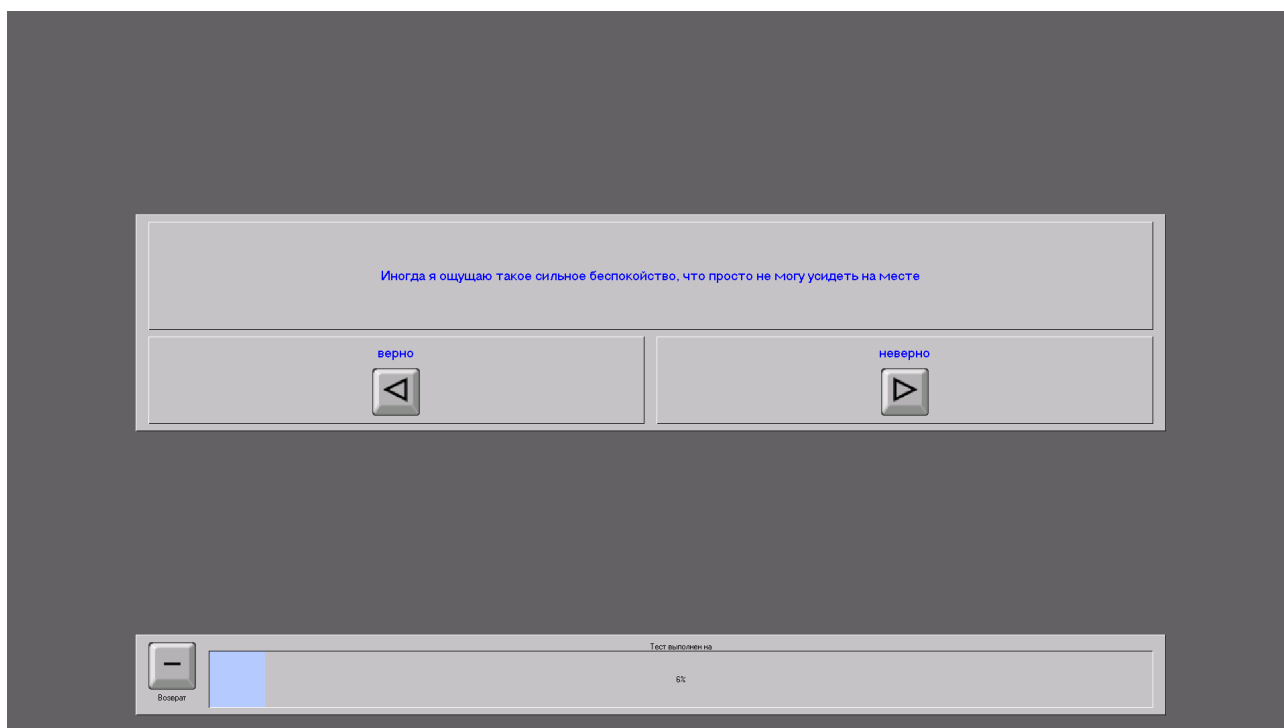 Иногда я ощущаю такое сильное беспокойство, что просто не могу усидеть на месте
верно
неверно
Тест выполнен на
6%
Возврат